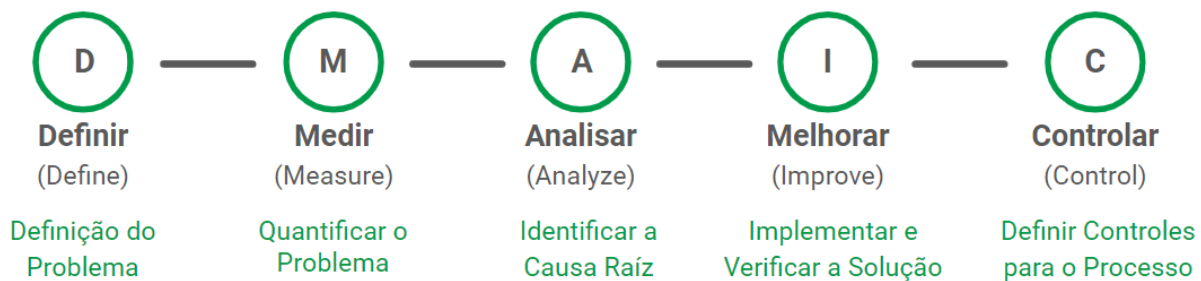 D
M
A
I
C
Definir
Medir
Analisar
Melhorar
Controlar
(Define)
(Measure)
(Analyze)
(Improve)
(Control)
Definição do
Problema
Quantificar o
Problema
Identificar a
Causa Raíz
Implementar e
Verificar a Solução
Definir Controles
para o Processo